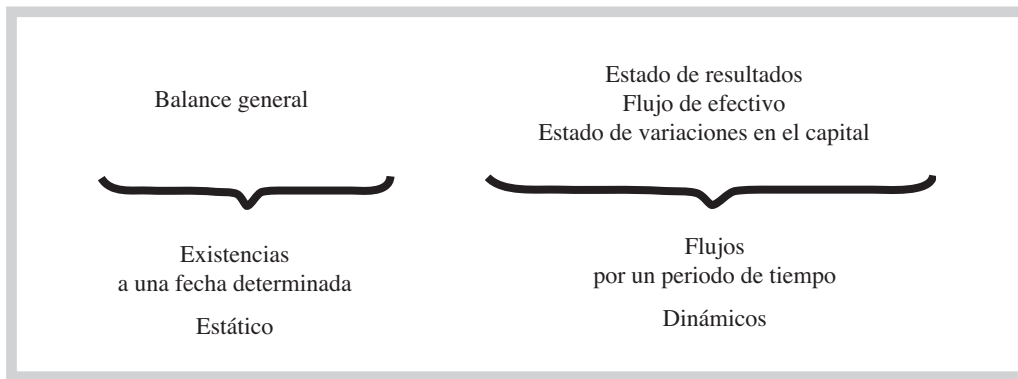 Balance general
Estado de resultados
Flujo de efectivo
Estado de variaciones en el capital
Existencias
a una fecha determinada
Estático
Flujos
por un periodo de tiempo
Dinámicos